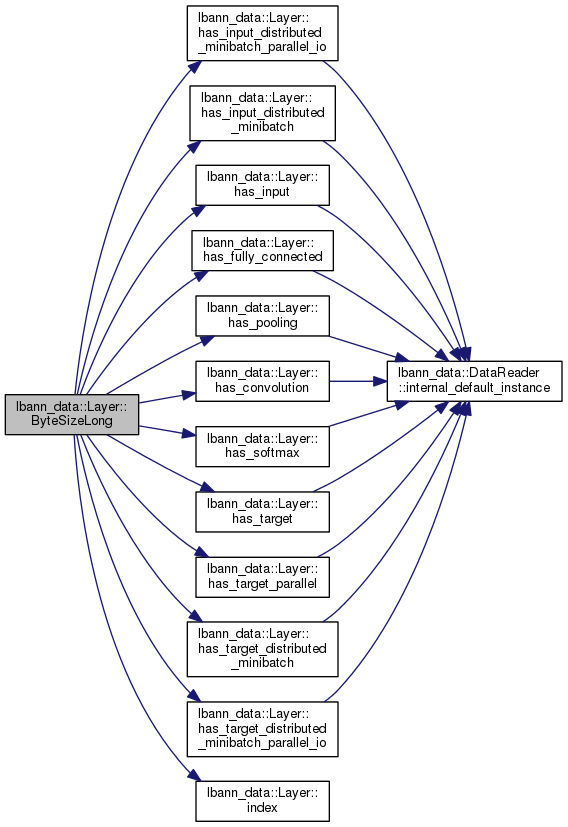 lbann_data::Layer::
has_input_distributed
_minibatch_parallel_io
lbann_data::Layer::
has_input_distributed
_minibatch
lbann_data::Layer::
has_input
lbann_data::Layer::
has_fully_connected
lbann_data::Layer::
has_pooling
lbann_data::DataReader
::internal_default_instance
lbann_data::Layer::
has_convolution
lbann_data::Layer::
ByteSizeLong
lbann_data::Layer::
has_softmax
lbann_data::Layer::
has_target
lbann_data::Layer::
has_target_parallel
lbann_data::Layer::
has_target_distributed
_minibatch
lbann_data::Layer::
has_target_distributed
_minibatch_parallel_io
lbann_data::Layer::
index